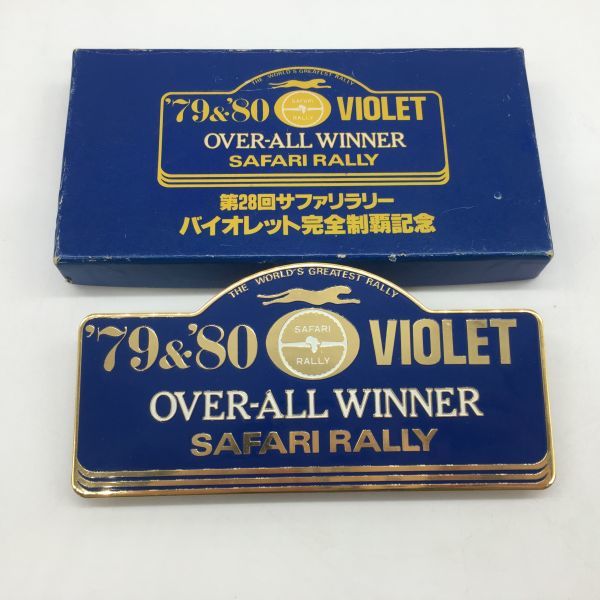 THE WORLD'S GREATEST RALLY
'79&'80 SAFARI RALLY VIOLET
OVER-ALL WINNER
SAFARI RALLY
第28回サファリラリー
バイオレット完全制覇記念
THE WORLD'S GREATEST RALLY
'79&'80 SAFARI RALLY VIOLET
OVER-ALL WINNER
SAFARI RALLY